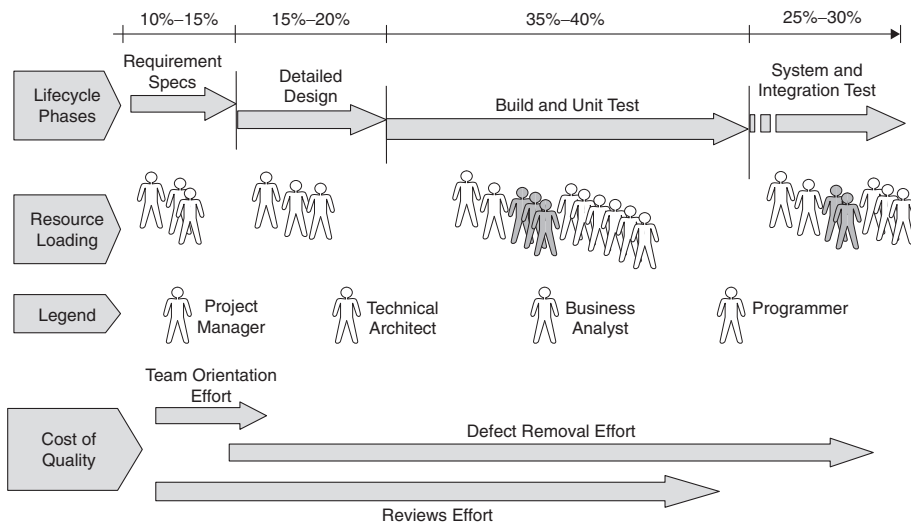 10%–15%
15%–20%
35%–40%
25%–30%
Lifecycle
Phases
Requirement
Specs
Detailed
Design
Build and Unit Test
System and
Integration Test
Resource
Loading
Legend
Project
Manager
Technical
Architect
Business
Analyst
Programmer
Cost of
Quality
Team Orientation
Effort
Defect Removal Effort
Reviews Effort